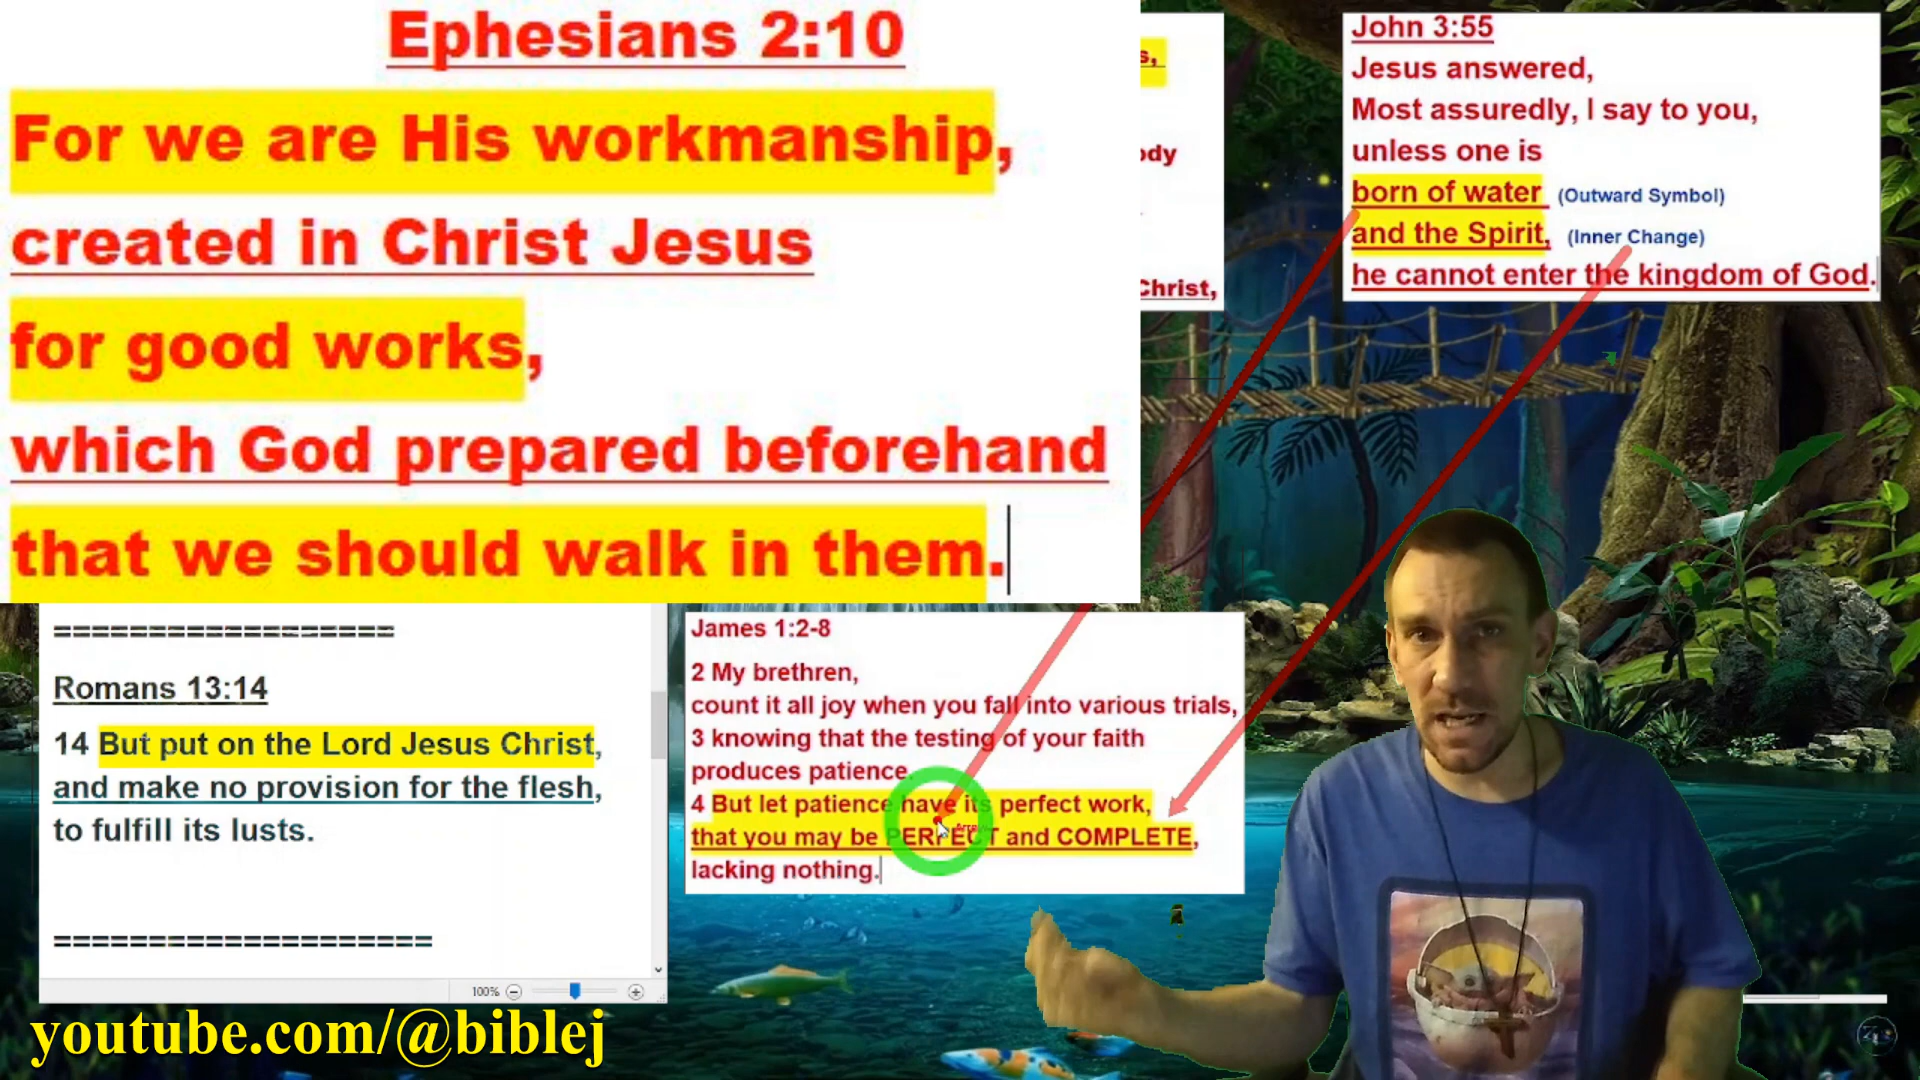 Ephesians 2:10
For we are His workmanship,
created in Christ Jesus
for good works,
which God prepared beforehand
that we should walk in them.
s,
ody
Christ,
John 3:55
Jesus answered,
Most assuredly, I say to you,
unless one is
born of water (Outward Symbol)
and the Spirit, (Inner Change)
he cannot enter the kingdom of God.
===================
Romans 13:14
14 But put on the Lord Jesus Christ,
and make no provision for the flesh,
to fulfill its lusts.
=====================
100%
James 1:2-8
2 My brethren,
count it all joy when you fall into various trials,
3 knowing that the testing of your faith
produces patience.
4 But let patience have its perfect work,
that you may be PERFECT and COMPLETE,
lacking nothing.
youtube.com/@biblej